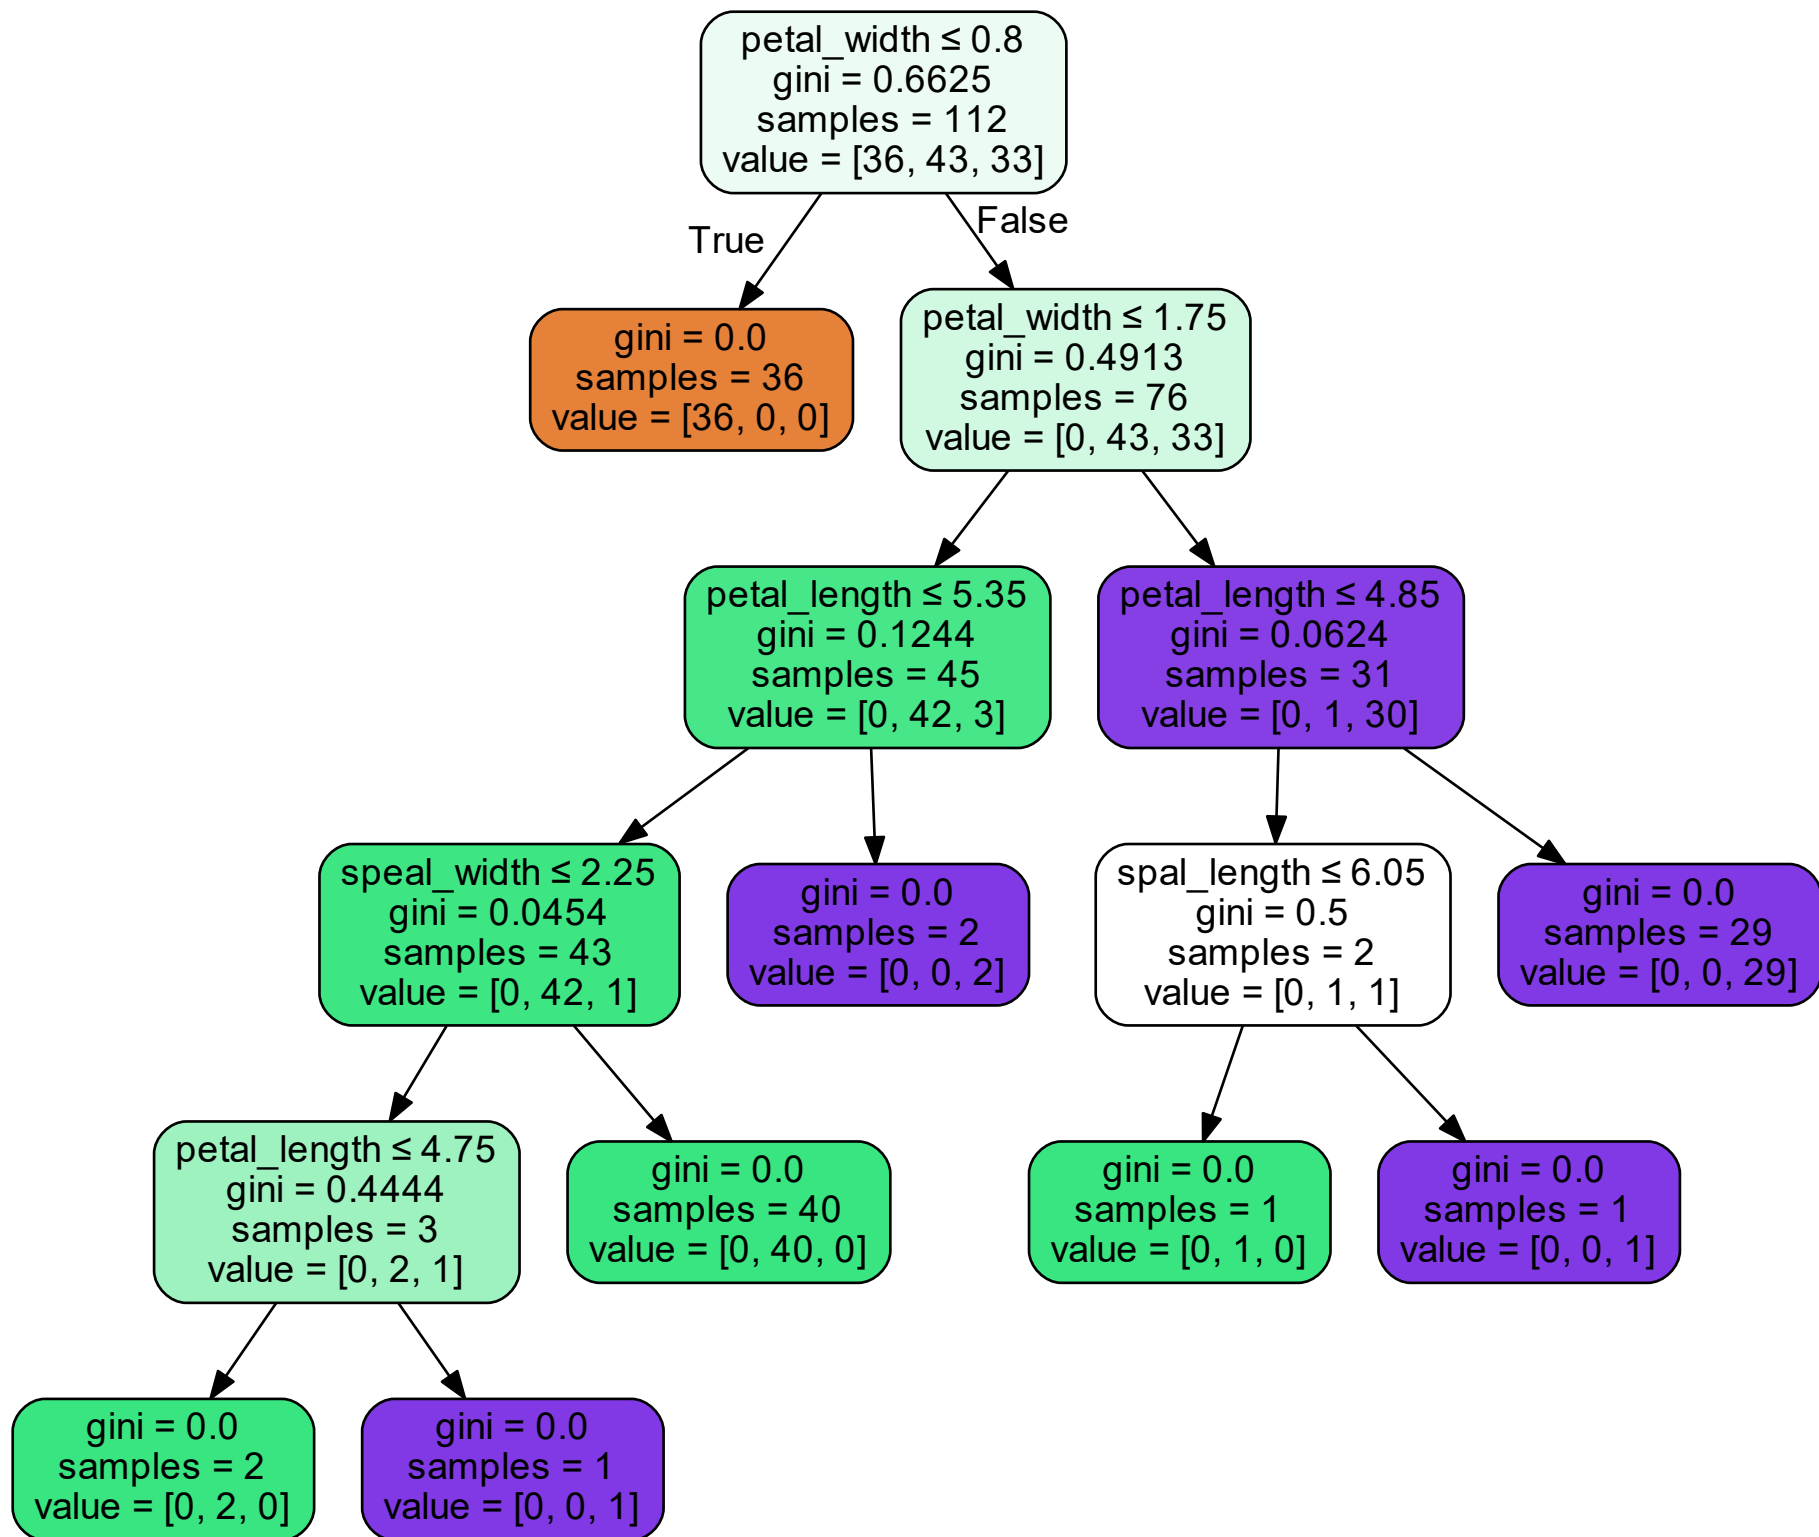 petal_width ≤ 0.8
gini = 0.6625
samples = 112
value = [36, 43, 33]
True
False
gini = 0.0
samples = 36
value = [36, 0, 0]
petal_width ≤ 1.75
gini = 0.4913
samples = 76
value = [0, 43, 33]
petal_length ≤ 5.35
gini = 0.1244
samples = 45
value = [0, 42, 3]
petal_length ≤ 4.85
gini = 0.0624
samples = 31
value = [0, 1, 30]
speal_width ≤ 2.25
gini = 0.0454
samples = 43
value = [0, 42, 1]
gini = 0.0
samples = 2
value = [0, 0, 2]
spal_length ≤ 6.05
gini = 0.5
samples = 2
value = [0, 1, 1]
gini = 0.0
samples = 29
value = [0, 0, 29]
petal_length ≤ 4.75
gini = 0.4444
samples = 3
value = [0, 2, 1]
gini = 0.0
samples = 40
value = [0, 40, 0]
gini = 0.0
samples = 1
value = [0, 1, 0]
gini = 0.0
samples = 1
value = [0, 0, 1]
gini = 0.0
samples = 2
value = [0, 2, 0]
gini = 0.0
samples = 1
value = [0, 0, 1]